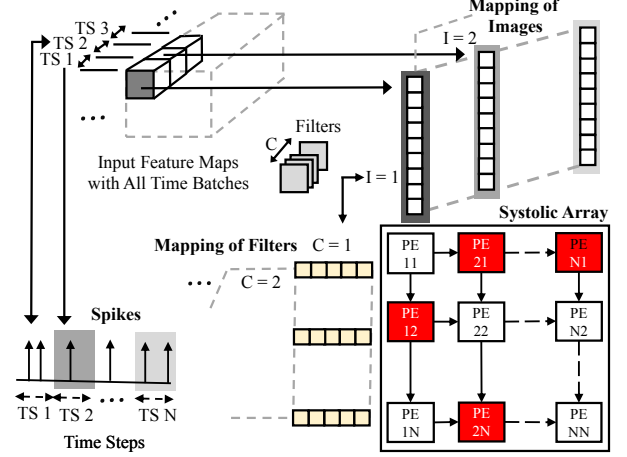 Mapping of
Images
TS 3
TS 2
TS 1
...
...
I = 2
Filters
C
Input Feature Maps
with All Time Batches
I = 1
Systolic Array
Mapping of Filters
C = 1
...
C = 2
PE
11
PE
21
PE
N1
PE
12
PE
22
PE
N2
PE
1N
PE
2N
PE
NN
Spikes
TS 1
TS 2
...
TS N
Time Steps